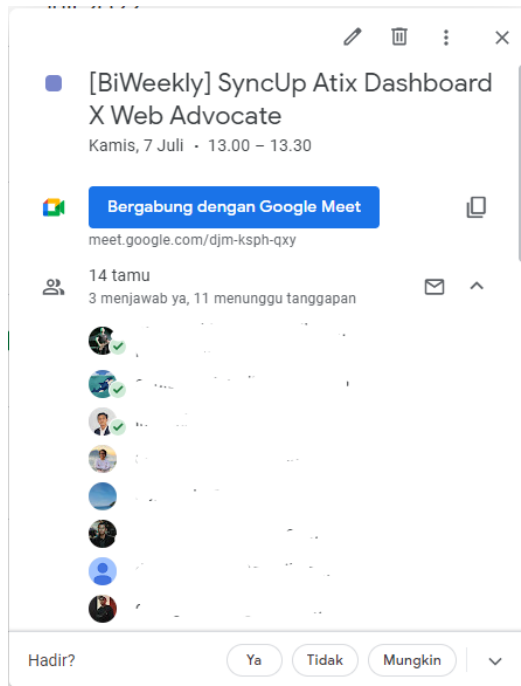 [BiWeekly] SyncUp Atix Dashboard
X Web Advocate
Kamis, 7 Juli • 13.00 – 13.30
Bergabung dengan Google Meet
meet.google.com/djm-ksph-qxy
14 tamu
3 menjawab ya, 11 menunggu tanggapan
Hadir?
Ya
Tidak
Mungkin